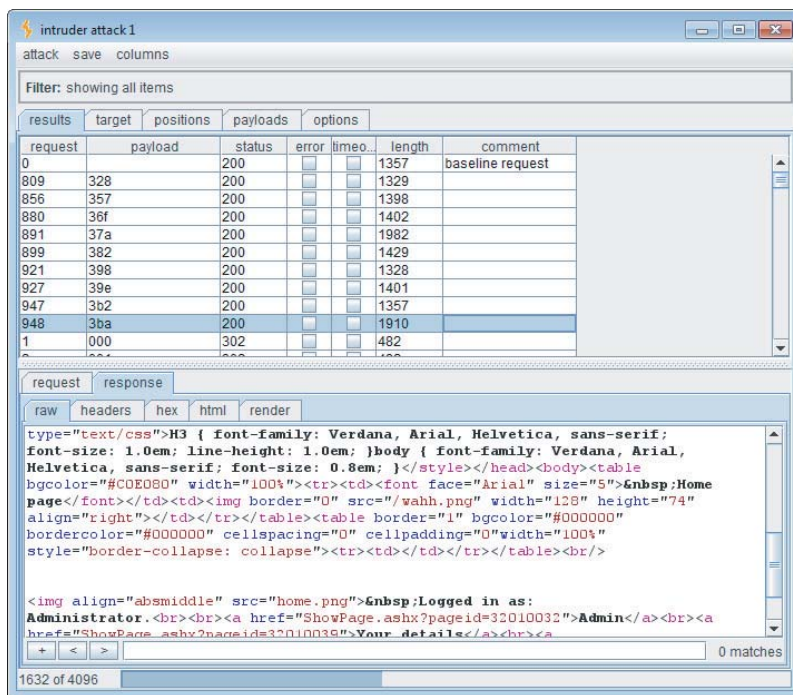 intruder attack 1
attack save columns
Filter: showing all items
results target positions payloads options
request payload status error timeo... length comment
0 200 1357 baseline request
809 328 200 1329
856 357 200 1398
880 36f 200 1402
891 37a 200 1982
899 382 200 1429
921 398 200 1328
927 39e 200 1401
947 3b2 200 1357
948 3ba 200 1910
1 000 302 482
request response
raw headers hex html render
type="text/css">H3 { font-family: Verdana, Arial, Helvetica, sans-serif;
font-size: 1.0em; line-height: 1.0em; }body { font-family: Verdana, Arial,
Helvetica, sans-serif; font-size: 0.8em; }</style></head><body><table
bgcolor="#C0E080" width="100%"><tr><td><font face="Arial" size="5">&nbsp;Home
page</font></td><td><img border="0" src="/wahh.png" width="128" height="74"
align="right"></td></tr></table><table border="1" bgcolor="#000000"
bordercolor="#000000" cellspacing="0" cellpadding="0"width="100%"
style="border-collapse: collapse"><tr><td></td></tr></table><br/>
<img align="absmiddle" src="home.png">&nbsp;Logged in as:
Administrator.<br><br><a href="ShowPage.ashx?pageid=32010032">Admin</a><br><a
href="ShowPage.ashx?pageid=32010039">Your details</a><br><a
+ < > 0 matches
1632 of 4096